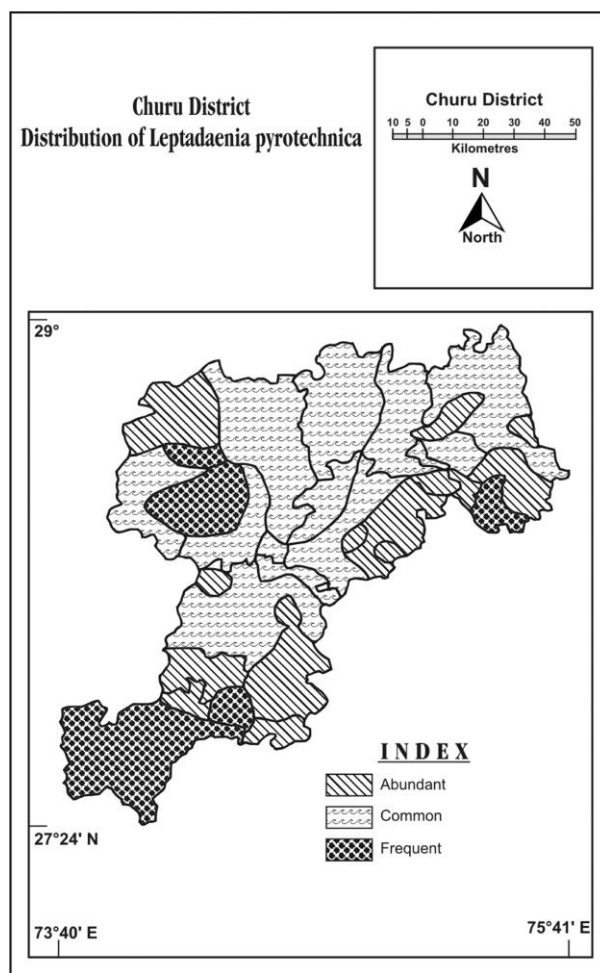 Churu District
Distribution of Leptadaenia pyrotechnica
Churu District
10 5 0 10 20 30 40 50
Kilometres
N
North
29°
INDEX
Abundant
Common
Frequent
27°24' N
73°40' E
75°41' E